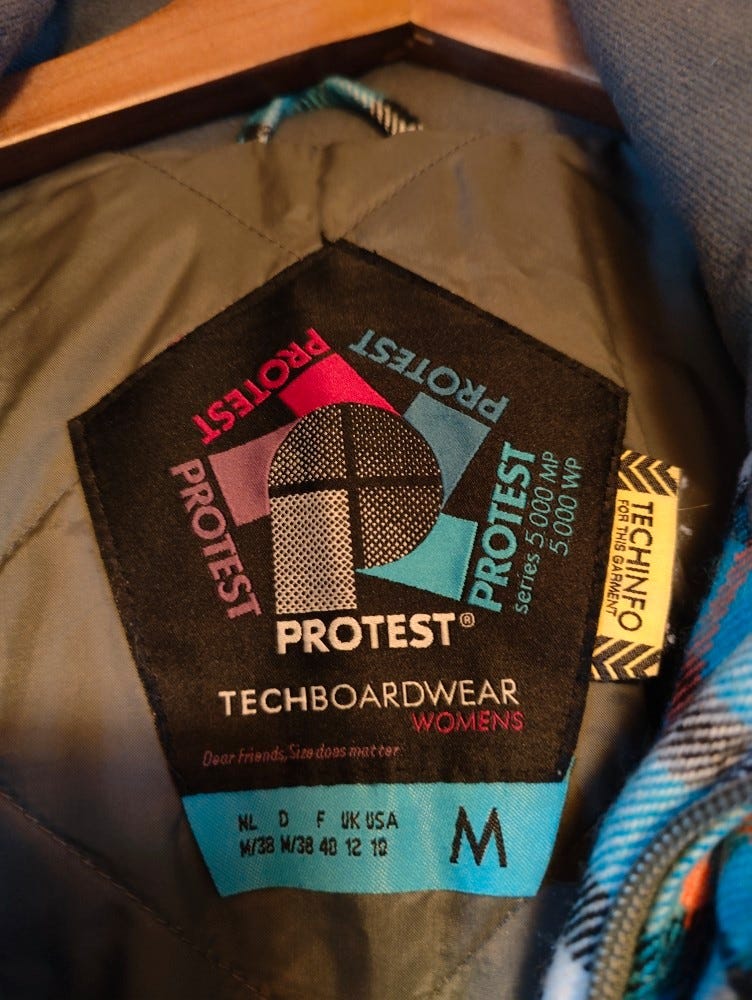 PROTEST
PROTEST
PROTEST
PROTEST
series 5.000 MP
5.000 WP
PROTEST®
TECHBOARDWEAR
WOMENS
Dear Friends, Size does matter
NL D F UK USA
M/38 M/38 40 12 10
M
TECHINFO
FOR THIS GARMENT